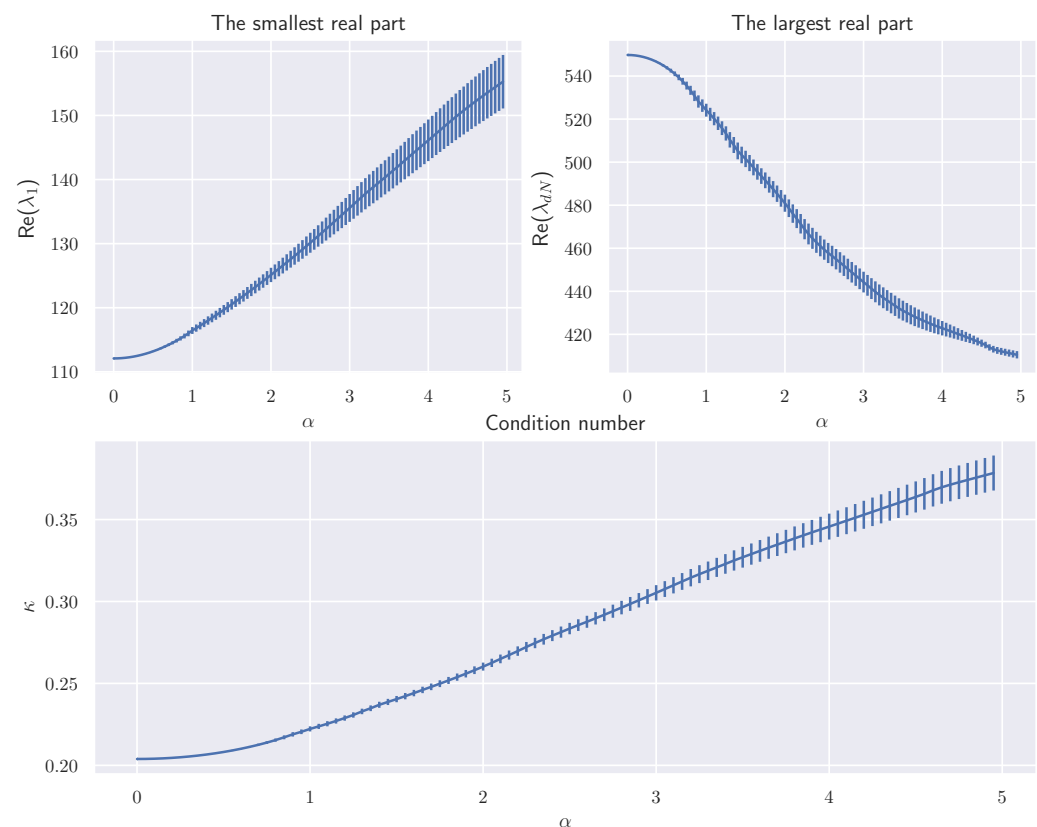 The smallest real part
Re(λ₁)
160
150
140
130
120
110
0 1 2 3 4 5
α
The largest real part
Re(λ_{dN})
540
520
500
480
460
440
420
0 1 2 3 4 5
α
Condition number
κ
0.35
0.30
0.25
0.20
0 1 2 3 4 5
α